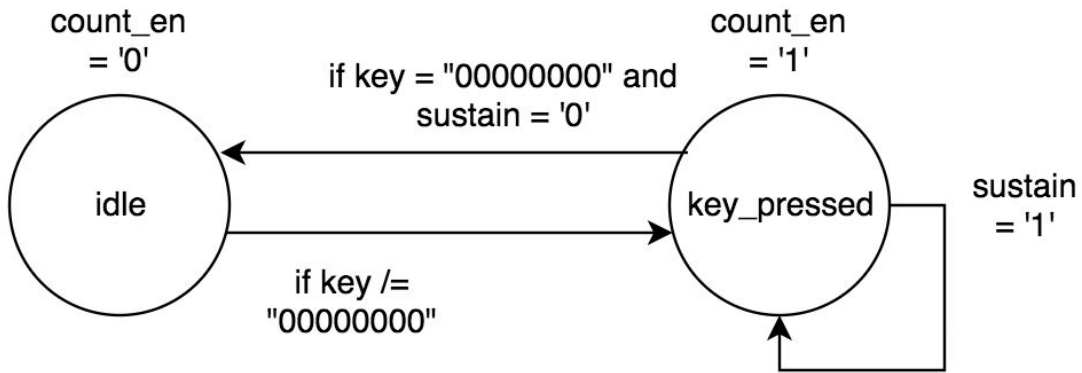 count_en
= '0'
count_en
= '1'
if key = "00000000" and
sustain = '0'
idle
key_pressed
sustain
= '1'
if key /=
"00000000"